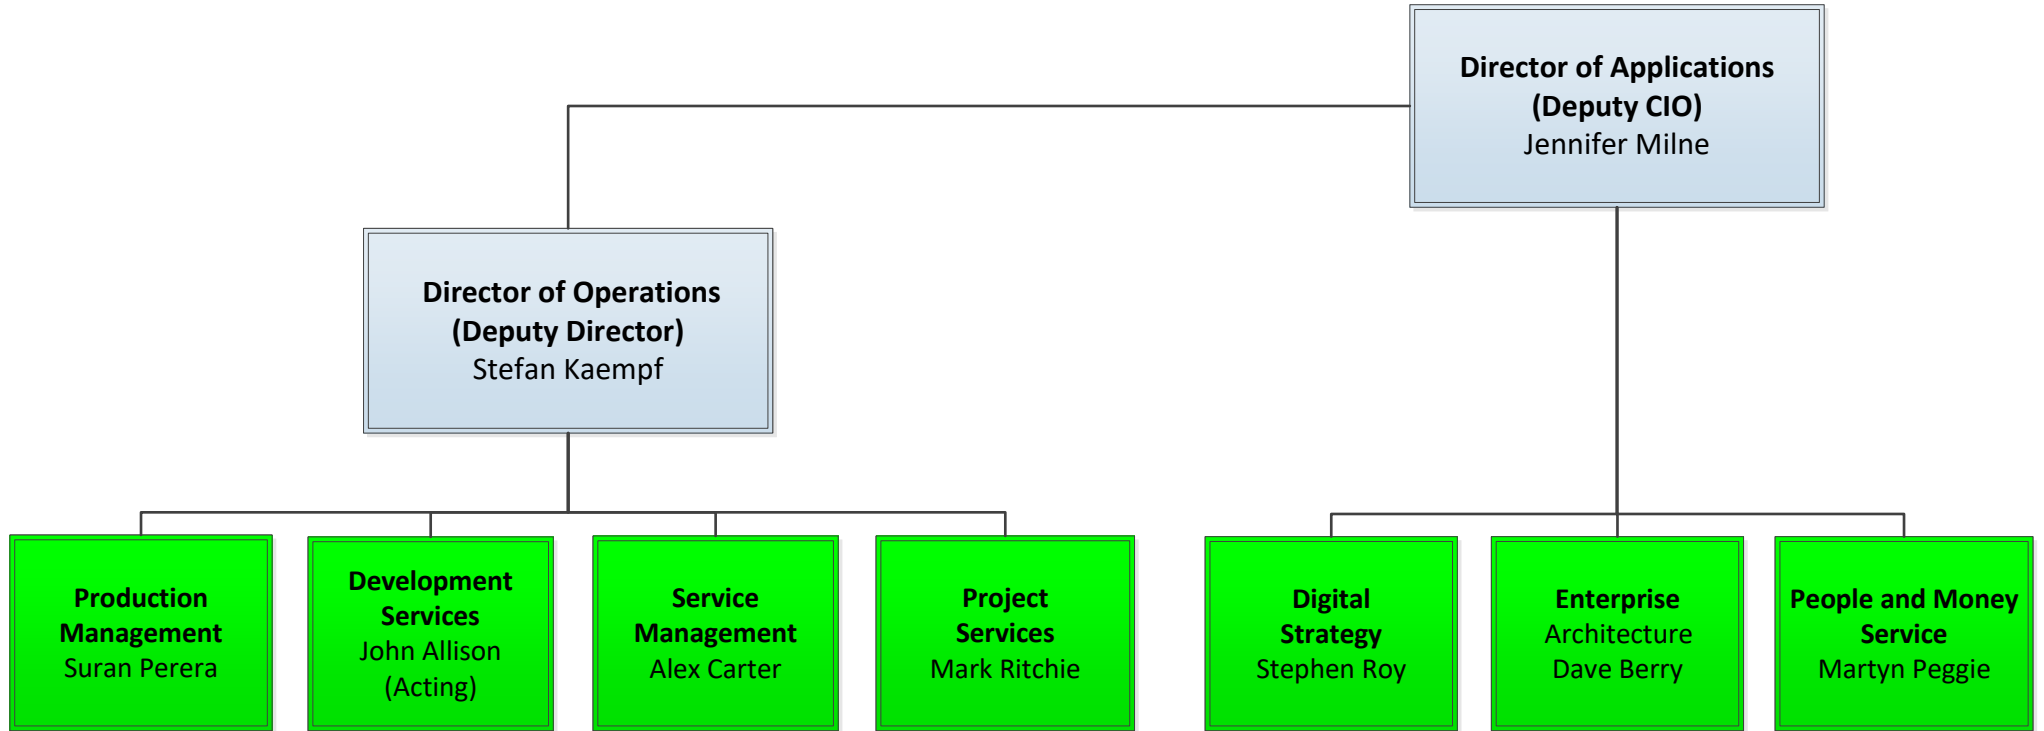 Director of Applications
(Deputy CIO)
Jennifer Milne
Director of Operations
(Deputy Director)
Stefan Kaempf
Production
Management
Suran Perera
Development
Services
John Allison
(Acting)
Service
Management
Alex Carter
Project
Services
Mark Ritchie
Digital
Strategy
Stephen Roy
Enterprise
Architecture
Dave Berry
People and Money
Service
Martyn Peggie